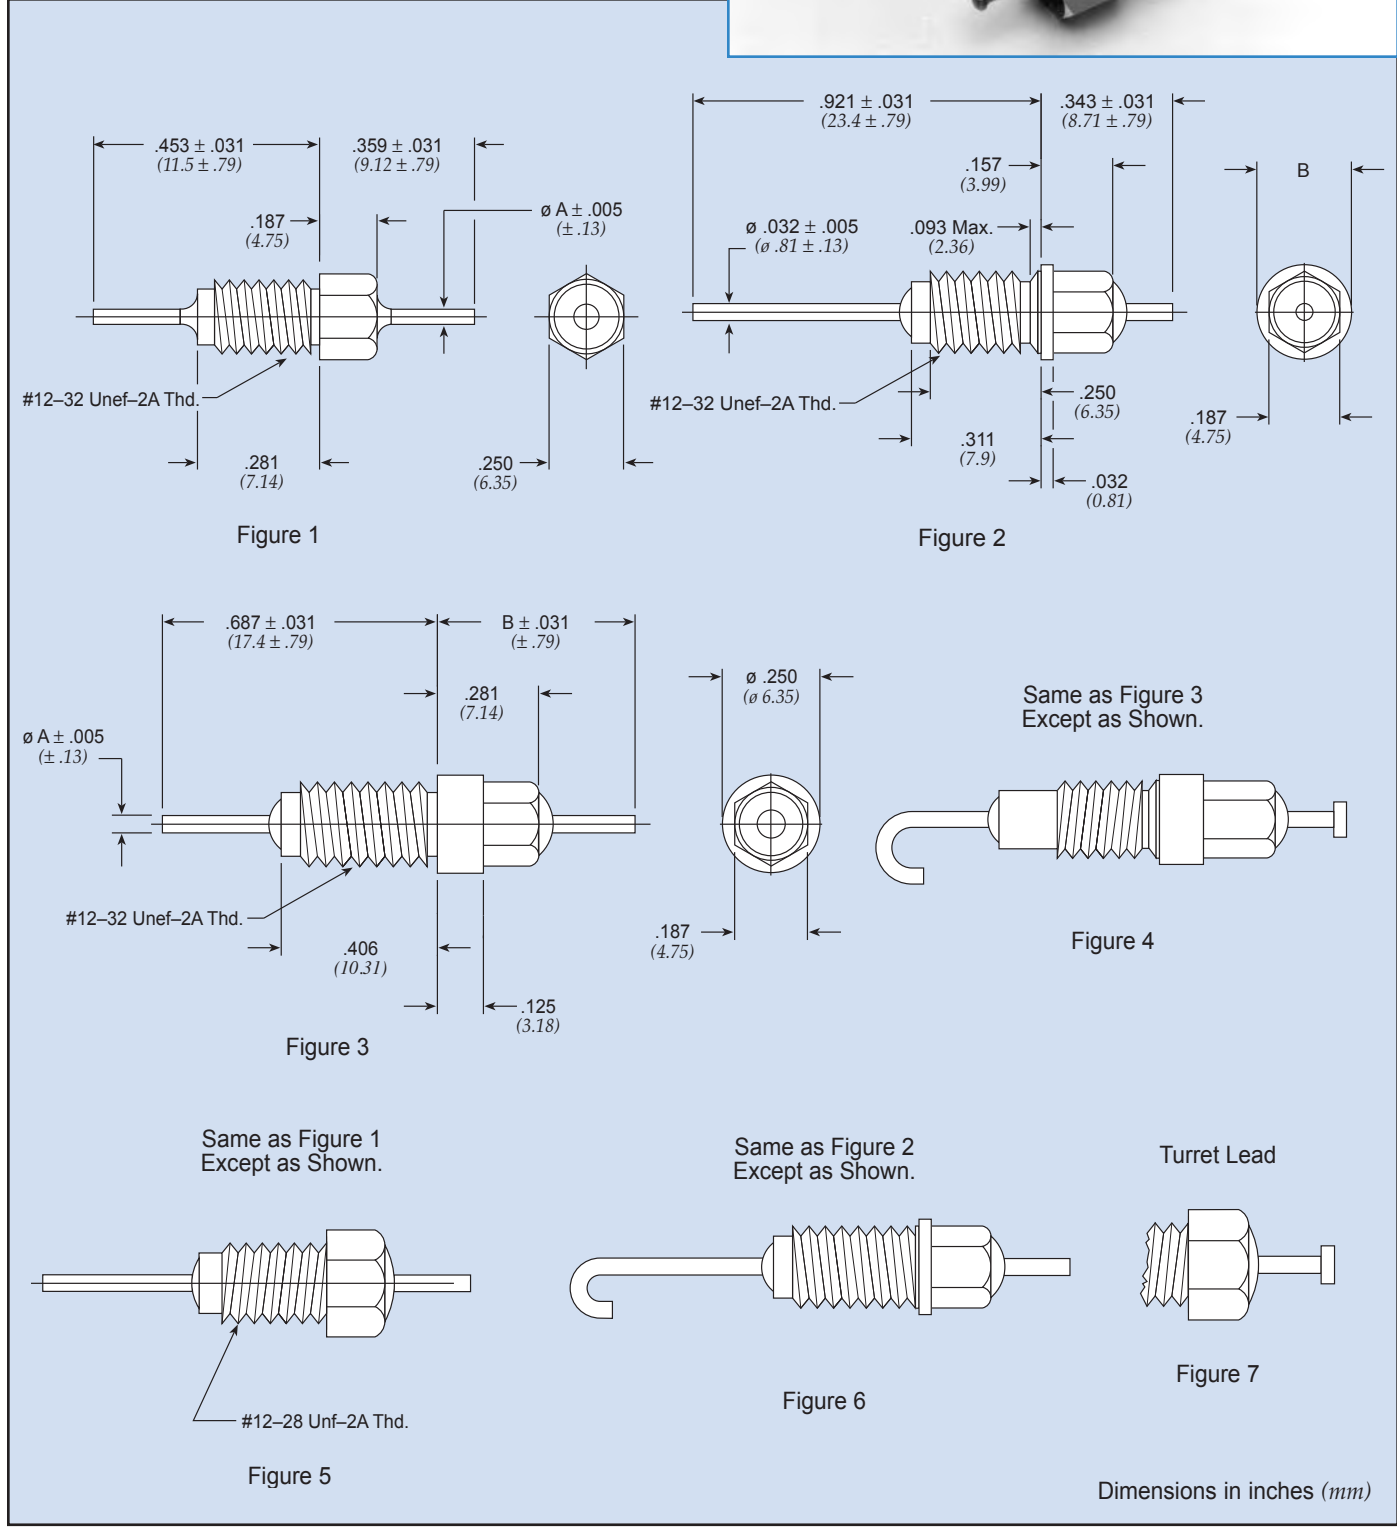 .453 ± .031
(11.5 ± .79)
.359 ± .031
(9.12 ± .79)
.187
(4.75)
ø A ± .005
(± .13)
#12–32 Unef–2A Thd.
.281
(7.14)
.250
(6.35)
Figure 1
.921 ± .031
(23.4 ± .79)
.343 ± .031
(8.71 ± .79)
.157
(3.99)
B
ø .032 ± .005
(ø .81 ± .13)
.093 Max.
(2.36)
#12–32 Unef–2A Thd.
.250
(6.35)
.311
(7.9)
.187
(4.75)
.032
(0.81)
Figure 2
.687 ± .031
(17.4 ± .79)
B ± .031
(± .79)
.281
(7.14)
ø A ± .005
(± .13)
ø .250
(ø 6.35)
#12–32 Unef–2A Thd.
.406
(10.31)
.187
(4.75)
.125
(3.18)
Figure 3
Same as Figure 3
Except as Shown.
Figure 4
Same as Figure 1
Except as Shown.
#12–28 Unf–2A Thd.
Figure 5
Same as Figure 2
Except as Shown.
Figure 6
Turret Lead
Figure 7
Dimensions in inches (mm)